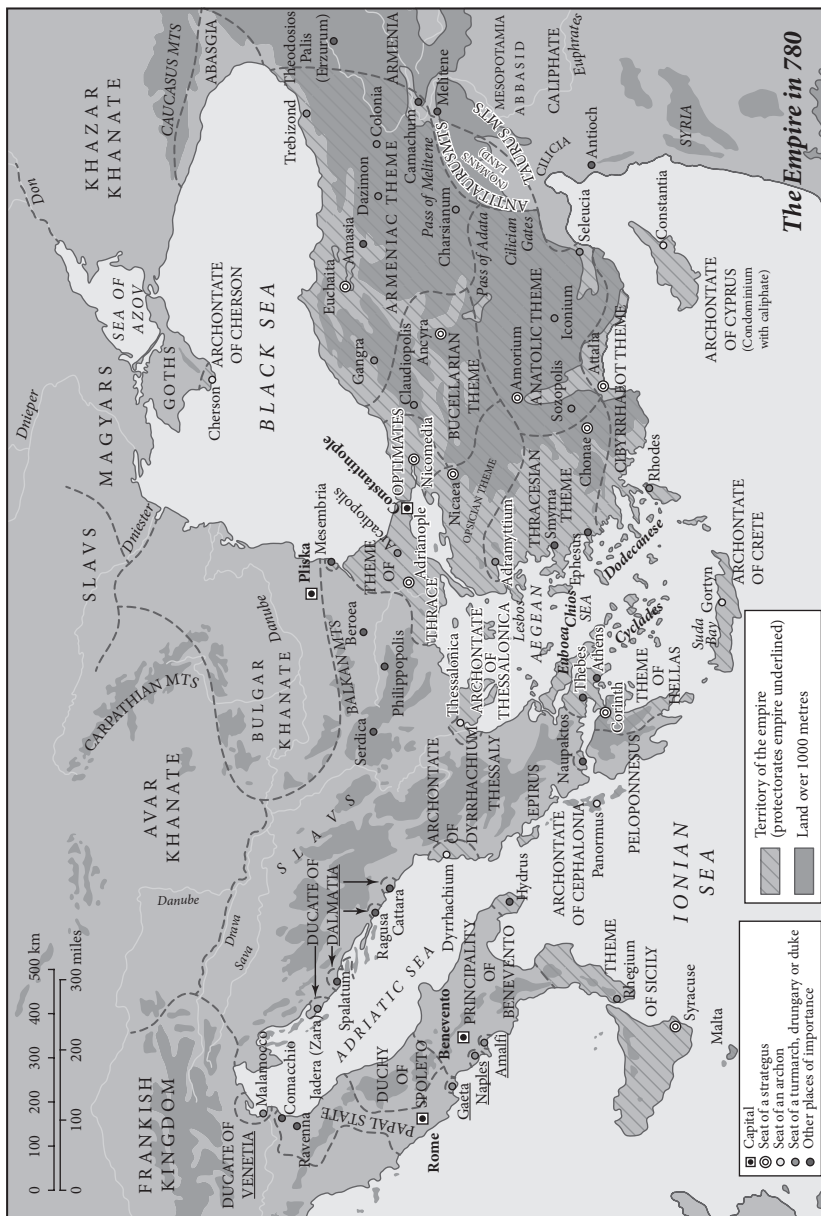 The Empire in 780
0 100 200 300 400 500 km
0 100 200 300 miles
FRANKISH
KINGDOM
AVAR
KHANATE
SLAVS
MAGYARS
KHAZAR
KHANATE
Don
Dnieper
Dniester
SEA OF
AZOV
GOTHS
Cherson
ARCHONTATE
OF CHERSON
CAUCASUS MTS
ABASGIA
BLACK SEA
CARPATHIAN MTS
BULGAR
KHANATE
Danube
Danube
Drava
Sava
SLAVS
DUCATE OF
VENETIA
Malamocco
Comacchio
Ravenna
Jadera (Zara)
Spalatum
DUCATE OF
DALMATIA
Ragusa
Cattara
ADRIATIC SEA
PAPAL STATE
DUCHY
OF
SPOLETO
Rome
Gaeta
Naples
Amalfi
Benevento
PRINCIPALITY
OF
BENEVENTO
Hydrus
Dyrrhachium
ARCHONTATE
OF
DYRRHACHIUM
THESSALY
EPIRUS
Naupaktos
ARCHONTATE
OF CEPHALONIA
Panormus
PELOPONNESUS
IONIAN
SEA
THEME
Rhegium
OF SICILY
Syracuse
Malta
Serdica
BALKAN MTS
Philippopolis
Beroea
Pliska
Mesembria
THEME
OF
THRACE
Arcadiopolis
Adrianople
Constantinople
Thessalonica
ARCHONTATE
OF
THESSALONICA
Lesbos
AEGEAN
SEA
Chios
Euboea
Thebes
Athens
Corinth
THEME
OF
HELLAS
Cyclades
Dodecanese
Suda
Bay
Gortyn
ARCHONTATE
OF CRETE
Rhodes
OPTIMATES
Nicomedia
Nicaea
OPSICIAN THEME
Adramyttium
THRACESIAN
THEME
Smyrna
Ephesus
Chonae
CIBYRRHAEOT THEME
Attalia
Sozopolis
Amorium
ANATOLIC THEME
Iconium
BUCELLARIAN
THEME
Claudiopolis
Ancyra
Gangra
Euchaita
Amasia
ARMENIAC THEME
Dazimon
Colonia
Trebizond
Theodosios
Palis
(Erzurum)
ARMENIA
Camachum
Melitene
Pass of Melitene
Charsianum
Pass of Adata
Cilician
Gates
ANTITAURUS MTS
(NO MANS
LAND)
TAURUS MTS
CILICIA
Seleucia
Antioch
MESOPOTAMIA
ABBASID
CALIPHATE
Euphrates
SYRIA
Constantia
ARCHONTATE
OF CYPRUS
(Condominium
with caliphate)
Capital
Seat of a strategus
Seat of an archon
Seat of a turmarch, drungary or duke
Other places of importance
Territory of the empire
(protectorates empire underlined)
Land over 1000 metres